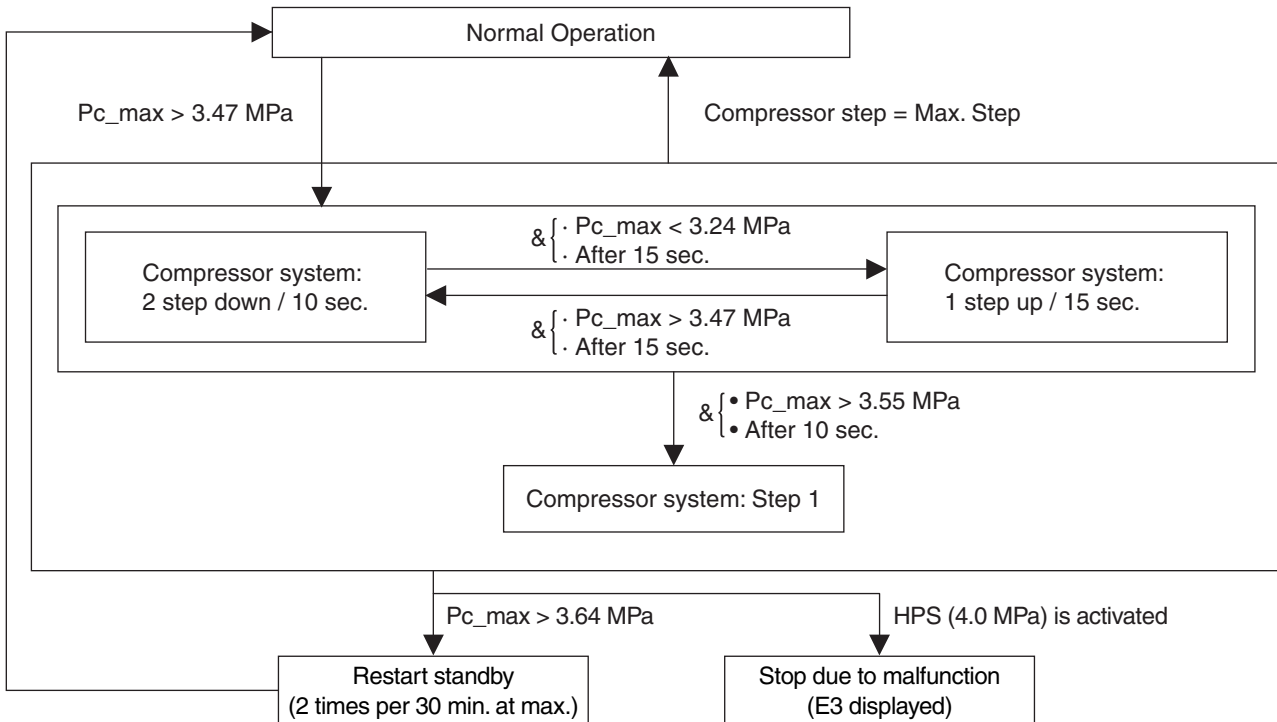 Normal Operation
Pc_max > 3.47 MPa
Compressor step = Max. Step
Compressor system:
2 step down / 10 sec.
& { · Pc_max < 3.24 MPa
· After 15 sec.
& { · Pc_max > 3.47 MPa
· After 15 sec.
Compressor system:
1 step up / 15 sec.
& { • Pc_max > 3.55 MPa
• After 10 sec.
Compressor system: Step 1
Pc_max > 3.64 MPa
HPS (4.0 MPa) is activated
Restart standby
(2 times per 30 min. at max.)
Stop due to malfunction
(E3 displayed)